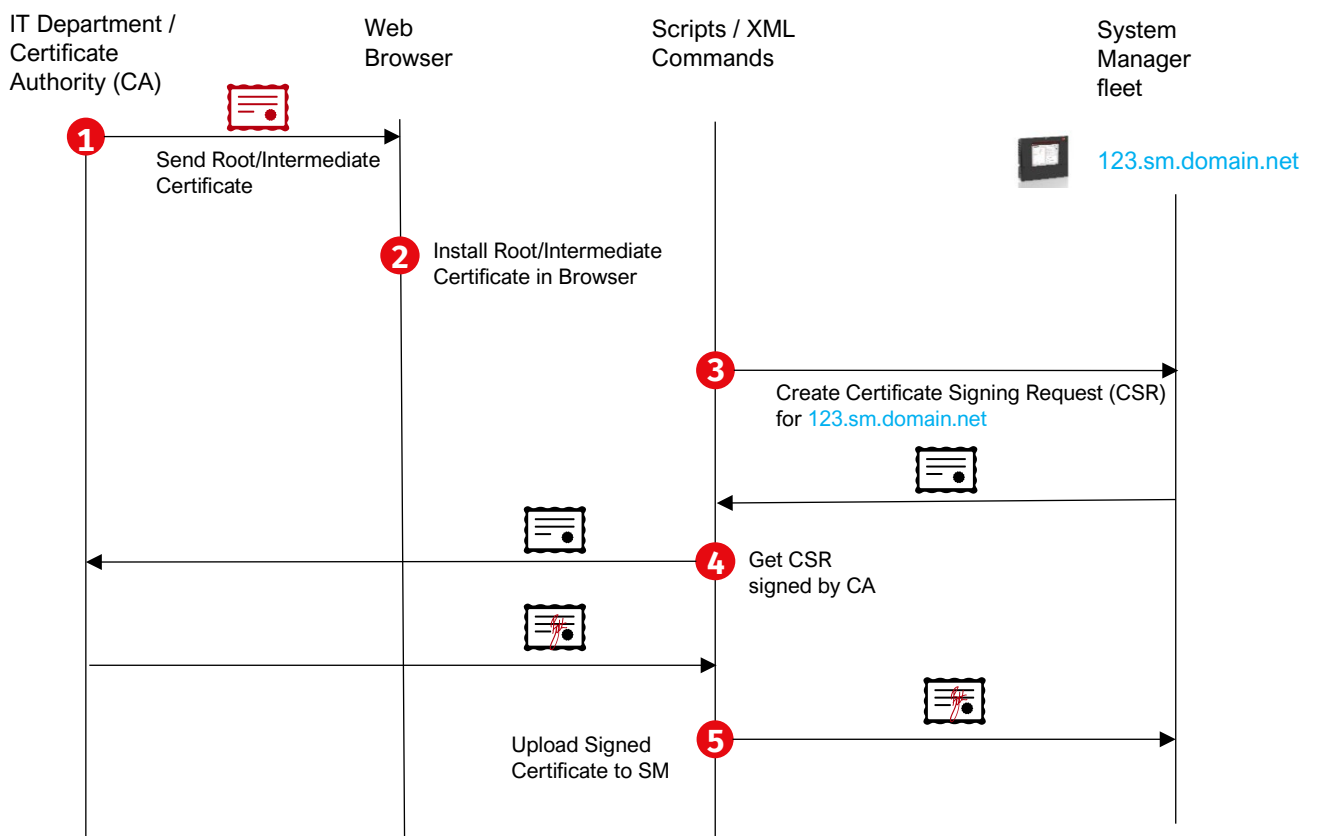 IT Department /
Certificate
Authority (CA)
Web
Browser
Scripts / XML
Commands
System
Manager
fleet
1
Send Root/Intermediate
Certificate
123.sm.domain.net
2
Install Root/Intermediate
Certificate in Browser
3
Create Certificate Signing Request (CSR)
for 123.sm.domain.net
4
Get CSR
signed by CA
5
Upload Signed
Certificate to SM